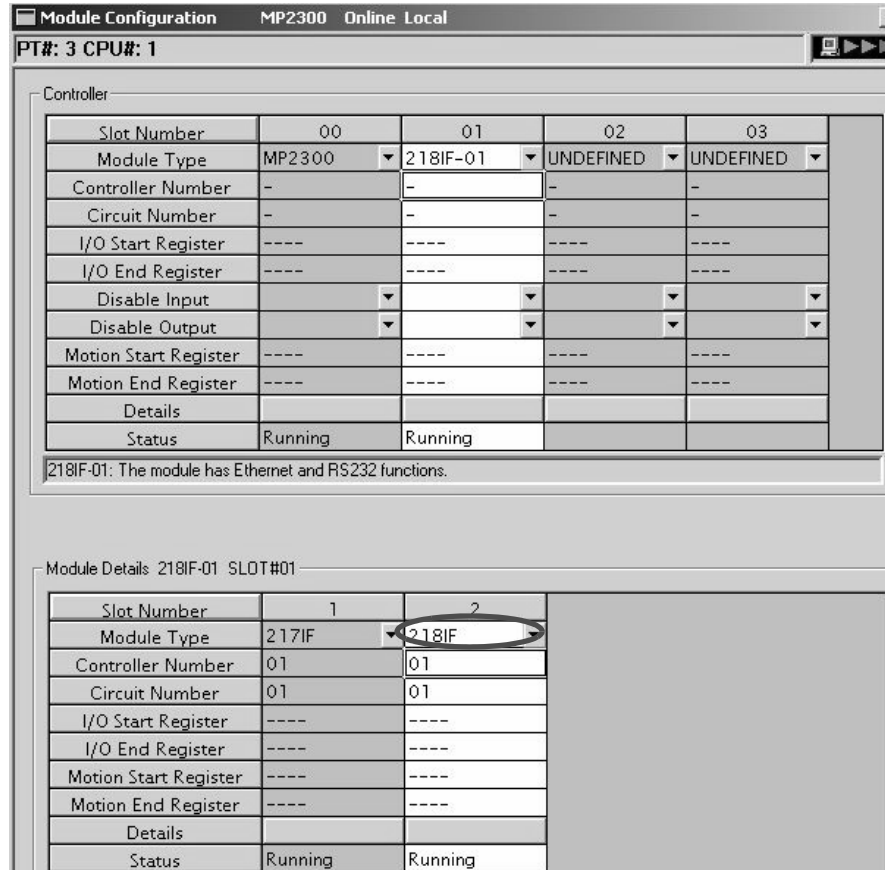 Module Configuration MP2300 Online Local
PT#: 3 CPU#: 1
Controller
Slot Number 00 01 02 03
Module Type MP2300 218IF-01 UNDEFINED UNDEFINED
Controller Number - - - -
Circuit Number - - - -
I/O Start Register ---- ---- ---- ----
I/O End Register ---- ---- ---- ----
Disable Input
Disable Output
Motion Start Register ---- ---- ---- ----
Motion End Register ---- ---- ---- ----
Details
Status Running Running
218IF-01: The module has Ethernet and RS232 functions.
Module Details 218IF-01 SLOT#01
Slot Number 1 2
Module Type 217IF 218IF
Controller Number 01 01
Circuit Number 01 01
I/O Start Register ---- ----
I/O End Register ---- ----
Motion Start Register ---- ----
Motion End Register ---- ----
Details
Status Running Running